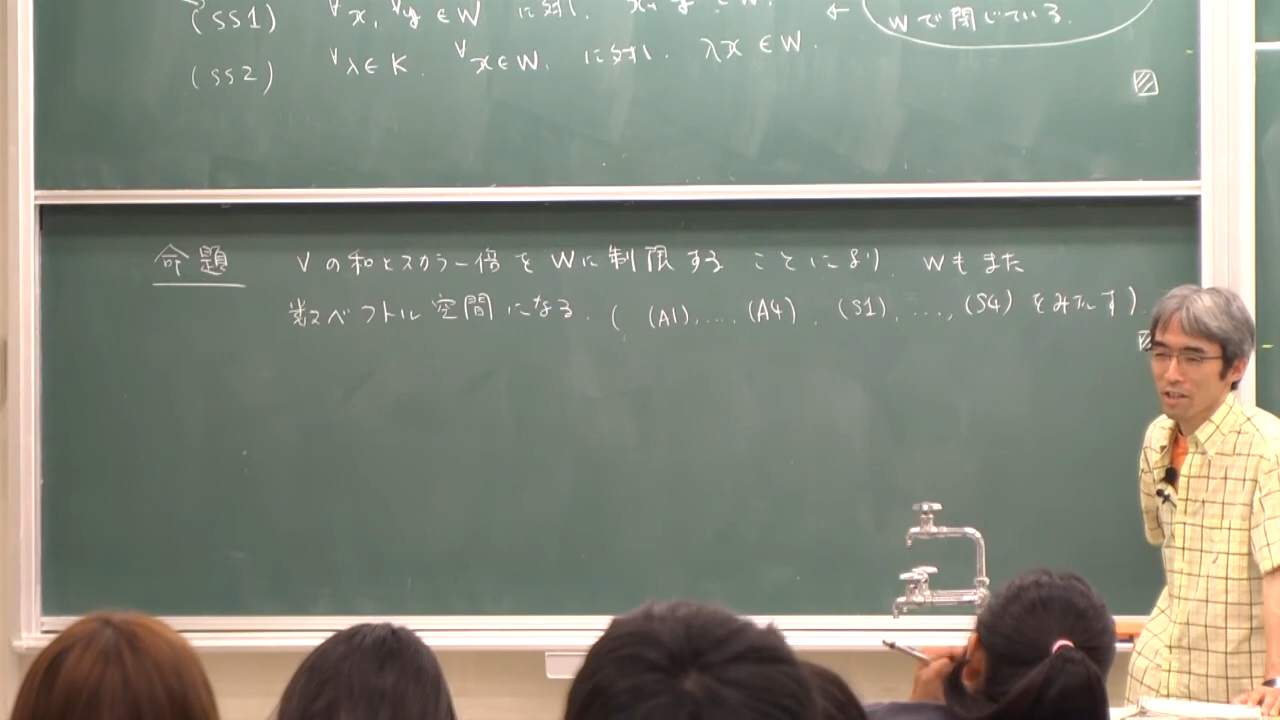 (SS1) ∀x, ∀y ∈ W に対し, x+y ∈ W. ←
Wで閉じている.
(SS2) ∀λ ∈ K, ∀x ∈ W, に対し, λx ∈ W.
命題 Vの和とスカラー倍をWに制限することにより, Wもまた
ベクトル空間になる. ( (A1), ..., (A4), (S1), ..., (S4) をみたす)